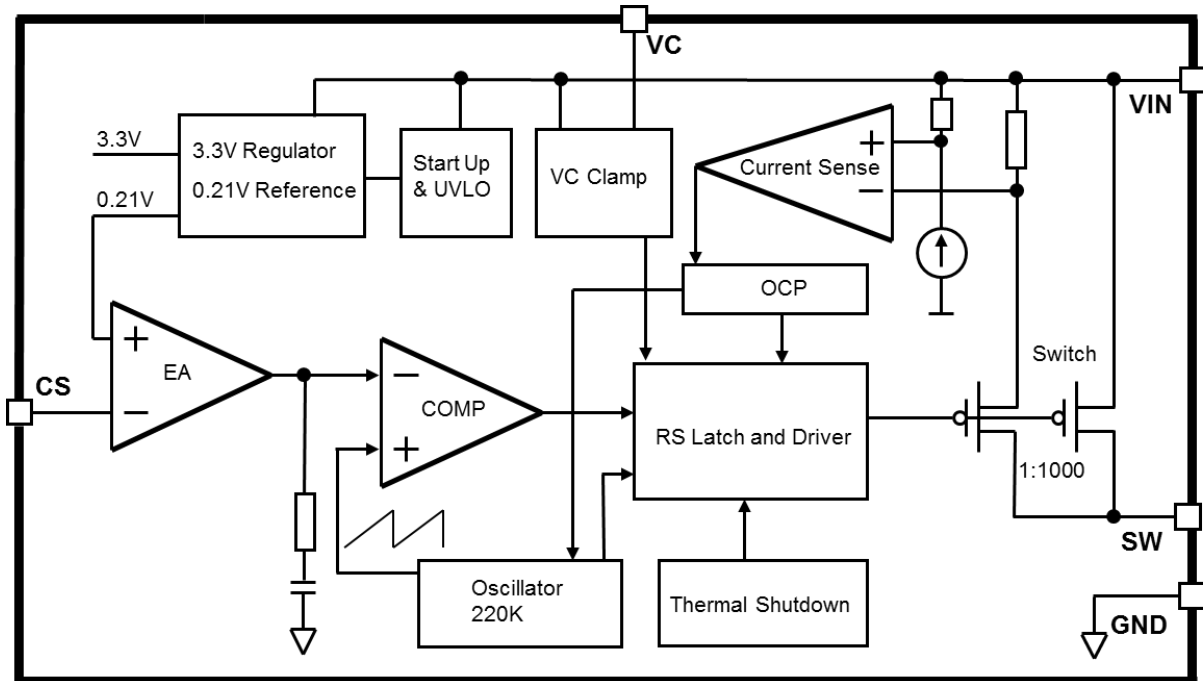 VC
VIN
3.3V
3.3V Regulator
0.21V Reference
0.21V
Start Up
& UVLO
VC Clamp
+
Current Sense
−
OCP
+
EA
−
CS
−
COMP
+
RS Latch and Driver
Switch
1:1000
SW
Oscillator
220K
Thermal Shutdown
GND